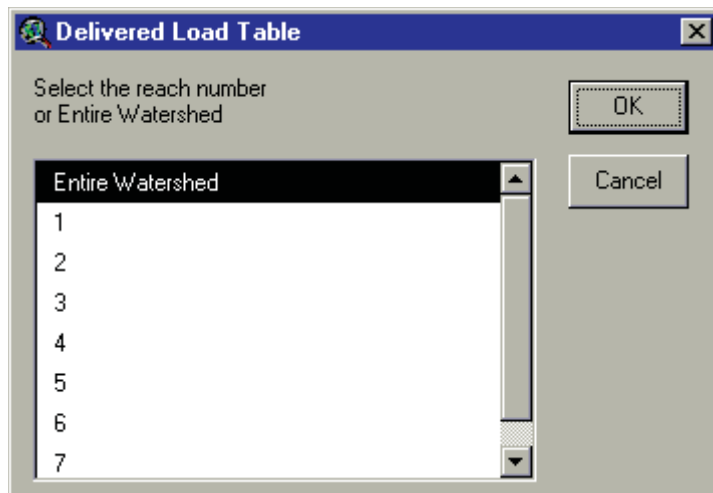 Delivered Load Table
Select the reach number
or Entire Watershed
OK
Cancel
Entire Watershed
1
2
3
4
5
6
7